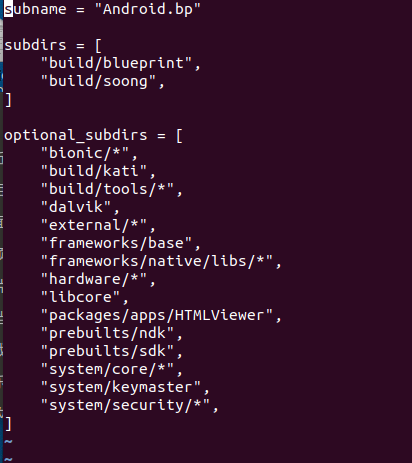 subname = "Android.bp"
subdirs = [
    "build/blueprint",
    "build/soong",
]
optional_subdirs = [
    "bionic/*",
    "build/kati",
    "build/tools/*",
    "dalvik",
    "external/*",
    "frameworks/base",
    "frameworks/native/libs/*",
    "hardware/*",
    "libcore",
    "packages/apps/HTMLViewer",
    "prebuilts/ndk",
    "prebuilts/sdk",
    "system/core/*",
    "system/keymaster",
    "system/security/*",
]
~
~